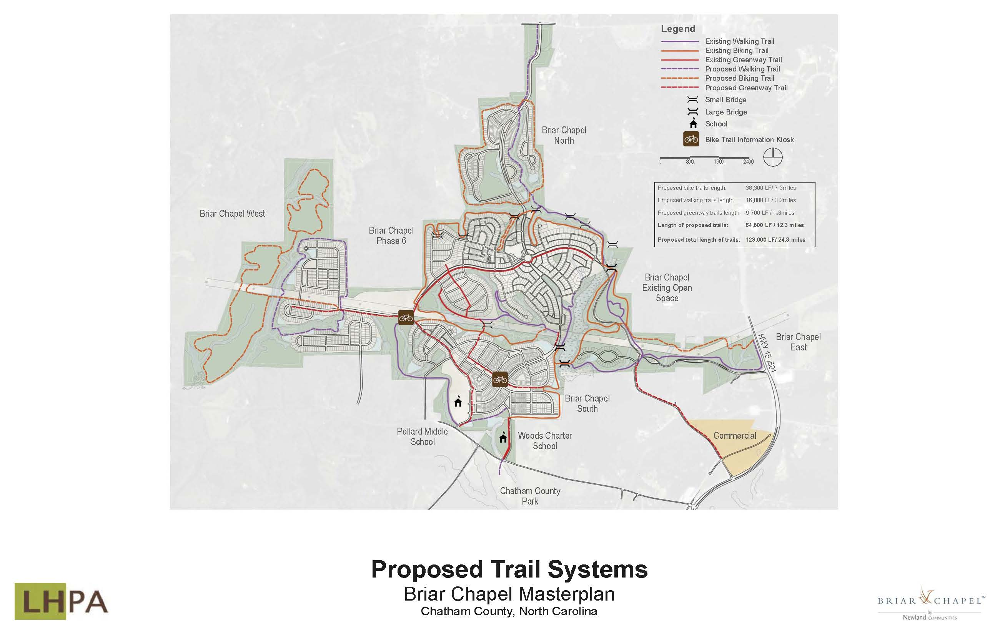 Legend
Existing Walking Trail
Existing Biking Trail
Existing Greenway Trail
Proposed Walking Trail
Proposed Biking Trail
Proposed Greenway Trail
Small Bridge
Large Bridge
School
Bike Trail Information Kiosk
0 800 1600 2400
Proposed bike trails length: 38,300 LF/ 7.3miles
Proposed walking trails length: 16,800 LF/ 3.2miles
Proposed greenway trails length: 9,700 LF / 1.8miles
Length of proposed trails: 64,800 LF / 12.3 miles
Proposed total length of trails: 128,000 LF/ 24.3 miles
Briar Chapel
North
Briar Chapel West
Briar Chapel
Phase 6
Briar Chapel
Existing Open
Space
HWY 15 /501
Briar Chapel
East
Briar Chapel
South
Pollard Middle
School
Woods Charter
School
Commercial
Chatham County
Park
Proposed Trail Systems
Briar Chapel Masterplan
Chatham County, North Carolina
LHPA
BRIAR CHAPEL™
by
Newland COMMUNITIES